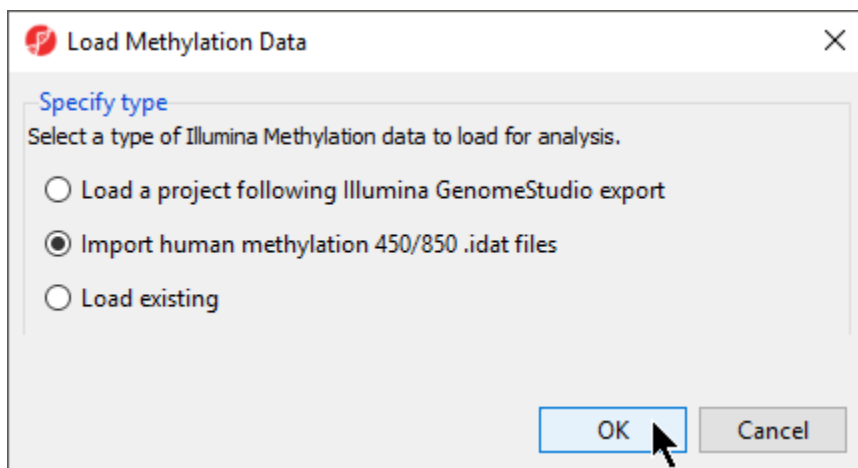 Load Methylation Data
Specify type
Select a type of Illumina Methylation data to load for analysis.
Load a project following Illumina GenomeStudio export
Import human methylation 450/850 .idat files
Load existing
OK
Cancel